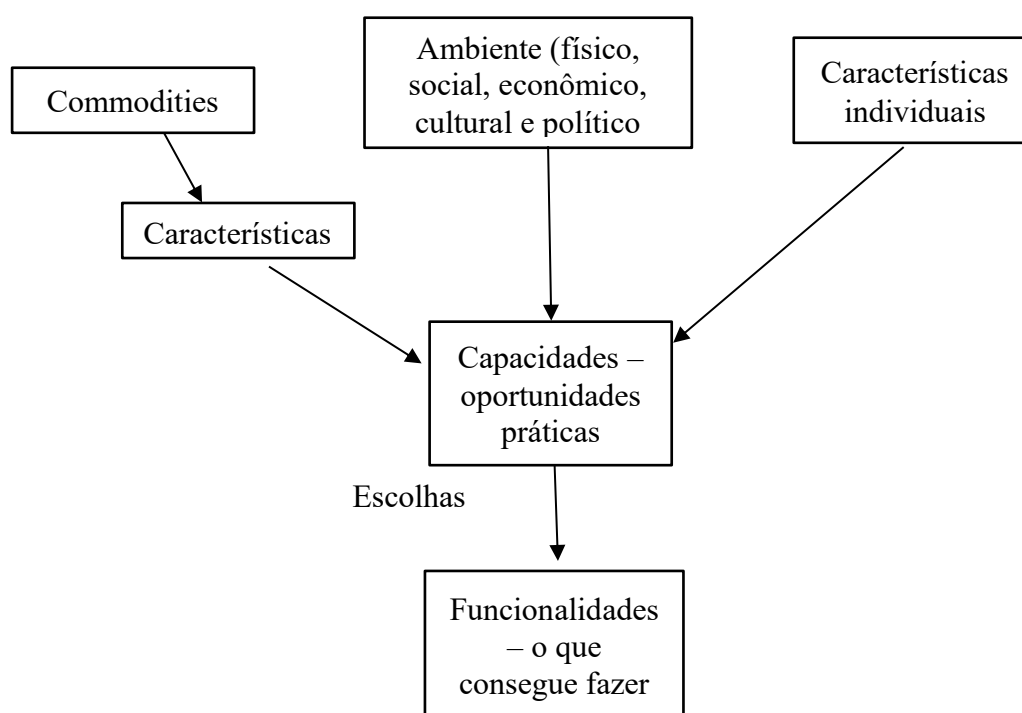 Commodities
Ambiente (físico,
social, econômico,
cultural e político
Características
individuais
Características
Capacidades –
oportunidades
práticas
Escolhas
Funcionalidades
– o que
consegue fazer